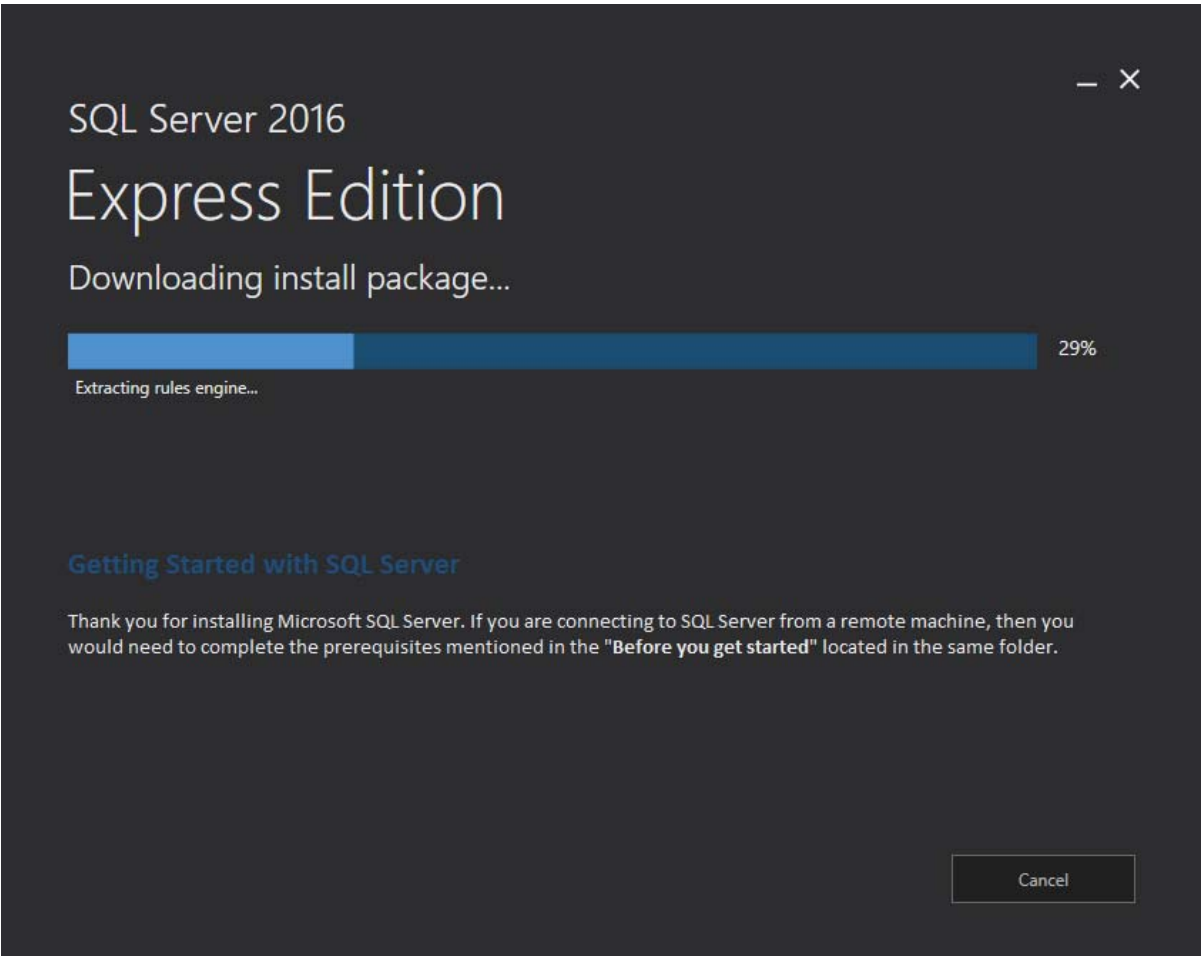 SQL Server 2016
Express Edition
Downloading install package...
29%
Extracting rules engine...
Getting Started with SQL Server
Thank you for installing Microsoft SQL Server. If you are connecting to SQL Server from a remote machine, then you
would need to complete the prerequisites mentioned in the "Before you get started" located in the same folder.
Cancel